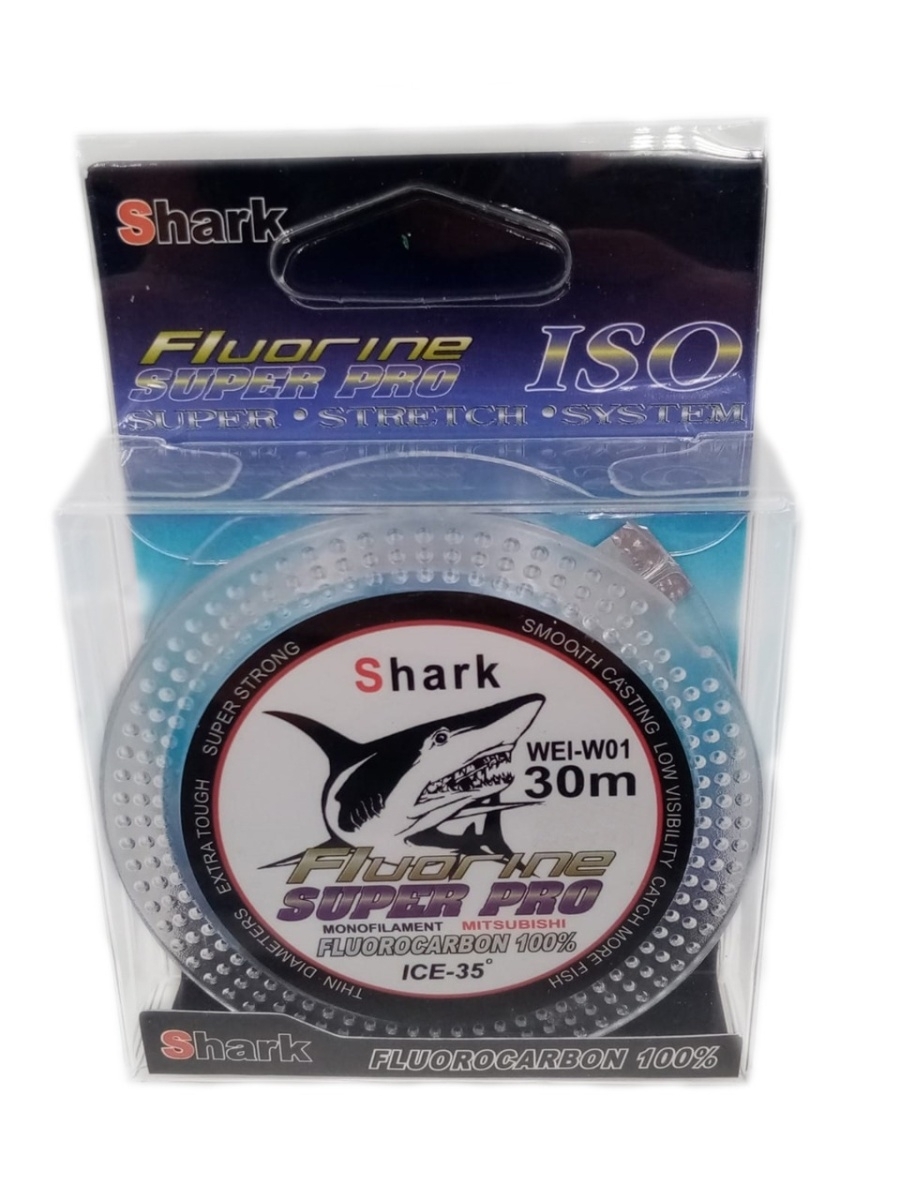 Shark
Fluorine ISO
SUPER PRO
SUPER • STRETCH • SYSTEM
SUPER STRONG
SMOOTH CASTING
LOW VISIBILITY
CATCH MORE FISH
EXTRA TOUGH
THIN DIAMETERS
Shark
WEI-W01
30m
Fluorine
SUPER PRO
MONOFILAMENT MITSUBISHI
FLUOROCARBON 100%
ICE-35°
Shark FLUOROCARBON 100%